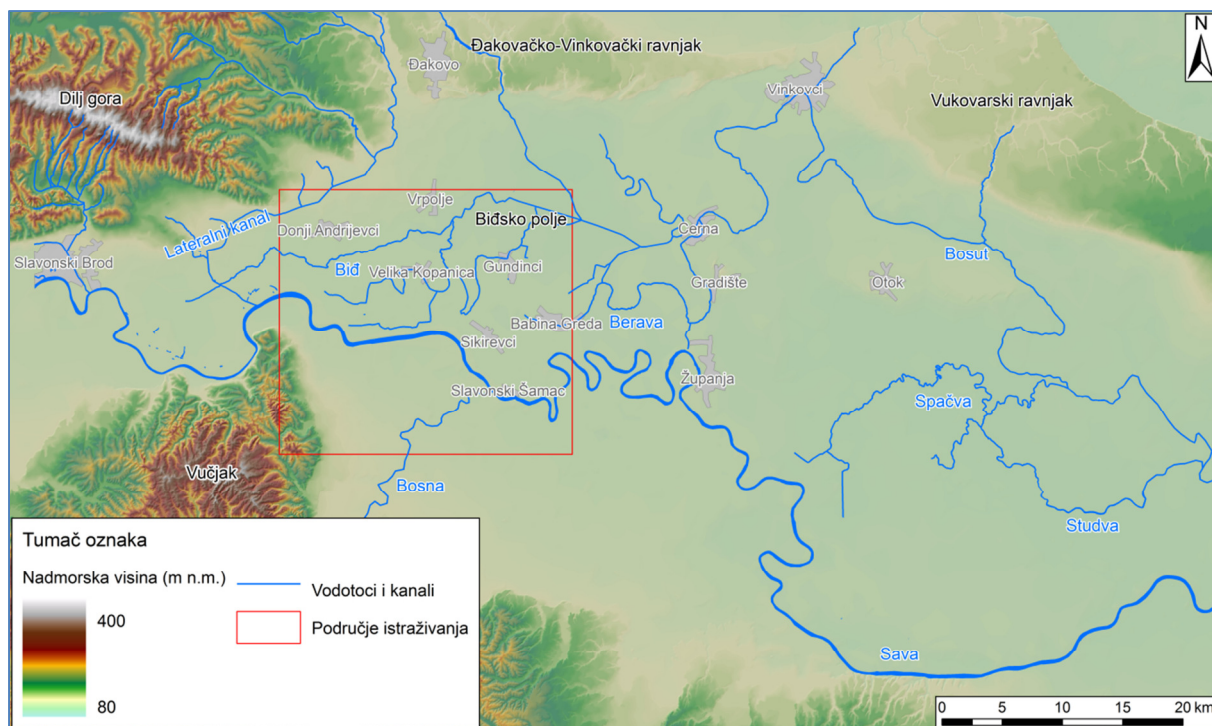 N
Đakovačko-Vinkovački ravnjak
Đakovo
Vinkovci
Dilj gora
Vukovarski ravnjak
Vrpolje
Biđsko polje
Lateralni kanal
Donji Andrijevci
Cerna
Slavonski Brod
Biđ
Velika Kopanica
Gundinci
Bosut
Gradište
Otok
Babina Greda
Berava
Sikirevci
Županja
Slavonski Šamac
Spačva
Vučjak
Bosna
Studva
Sava
Tumač oznaka
Nadmorska visina (m n.m.)
400
80
Vodotoci i kanali
Područje istraživanja
0 5 10 15 20 km